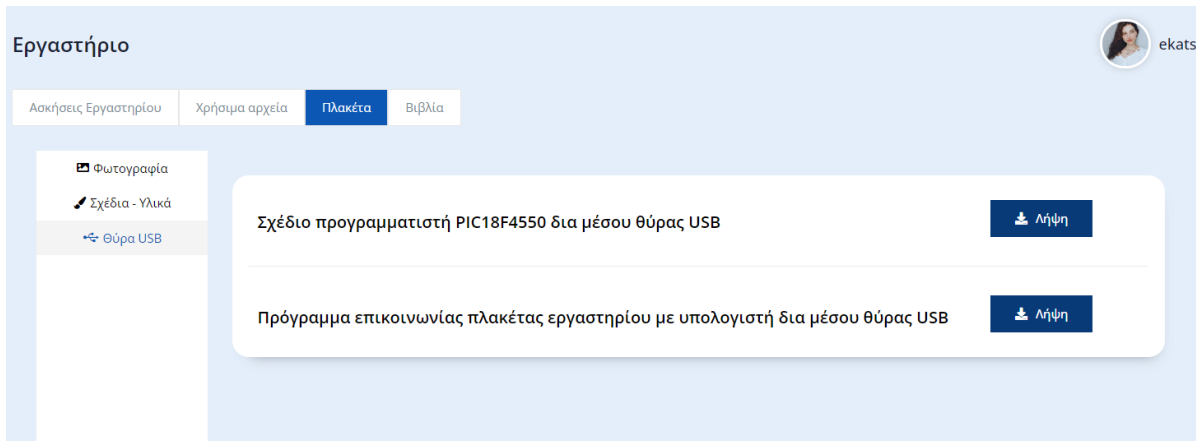 Εργαστήριο
ekats
Ασκήσεις Εργαστηρίου Χρήσιμα αρχεία Πλακέτα Βιβλία
Φωτογραφία
Σχέδια - Υλικά
Θύρα USB
Σχέδιο προγραμματιστή PIC18F4550 δια μέσου θύρας USB
Λήψη
Πρόγραμμα επικοινωνίας πλακέτας εργαστηρίου με υπολογιστή δια μέσου θύρας USB
Λήψη